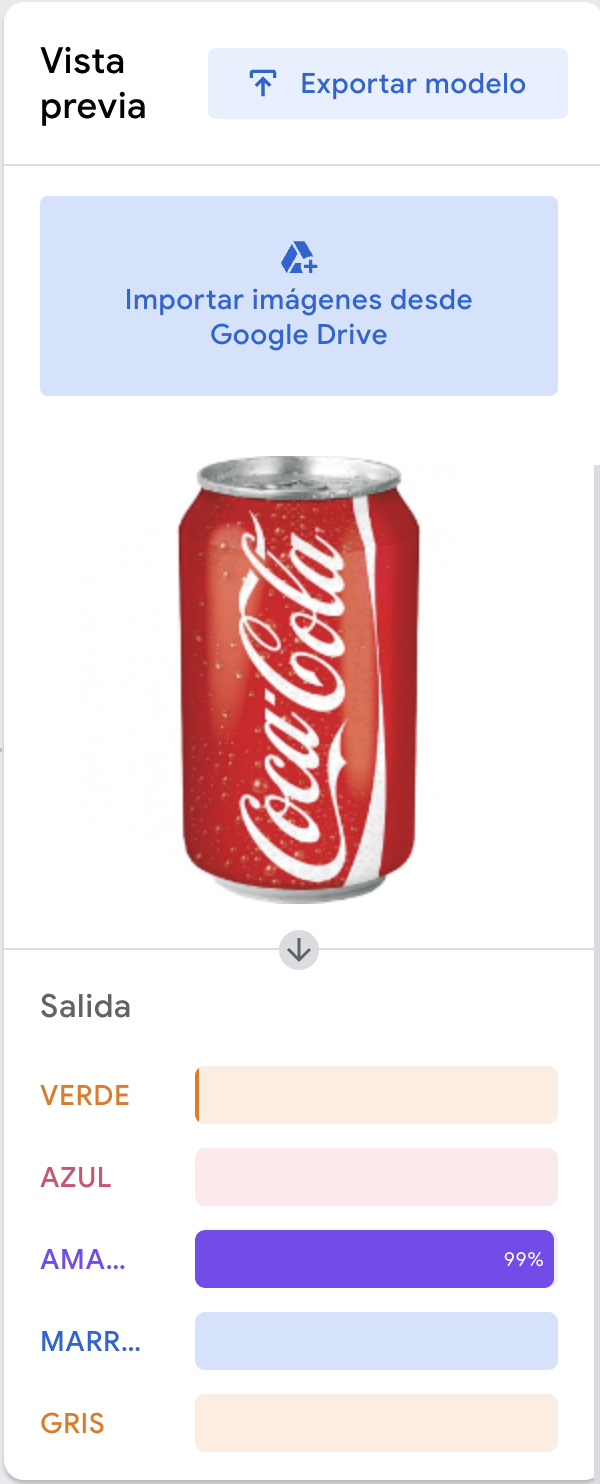 Vista
previa
Exportar modelo
Importar imágenes desde
Google Drive
Coca-Cola
Salida
VERDE
AZUL
AMA...
99%
MARR...
GRIS